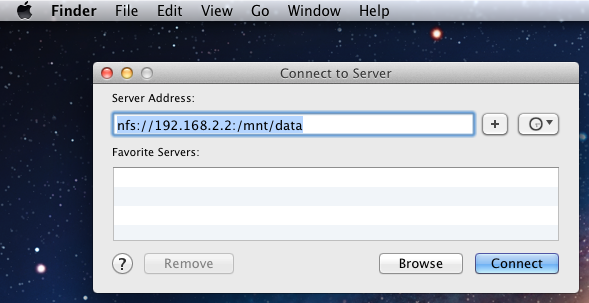 Finder File Edit View Go Window Help
Connect to Server
Server Address:
nfs://192.168.2.2:/mnt/data
+
Favorite Servers:
? Remove Browse Connect